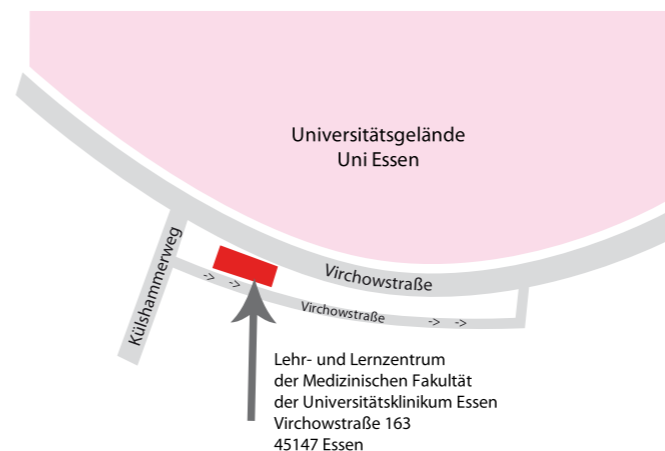 Universitätsgelände
Uni Essen
Külshammerweg
Virchowstraße
-> ->
Virchowstraße
-> ->
Lehr- und Lernzentrum
der Medizinischen Fakultät
der Universitätsklinikum Essen
Virchowstraße 163
45147 Essen